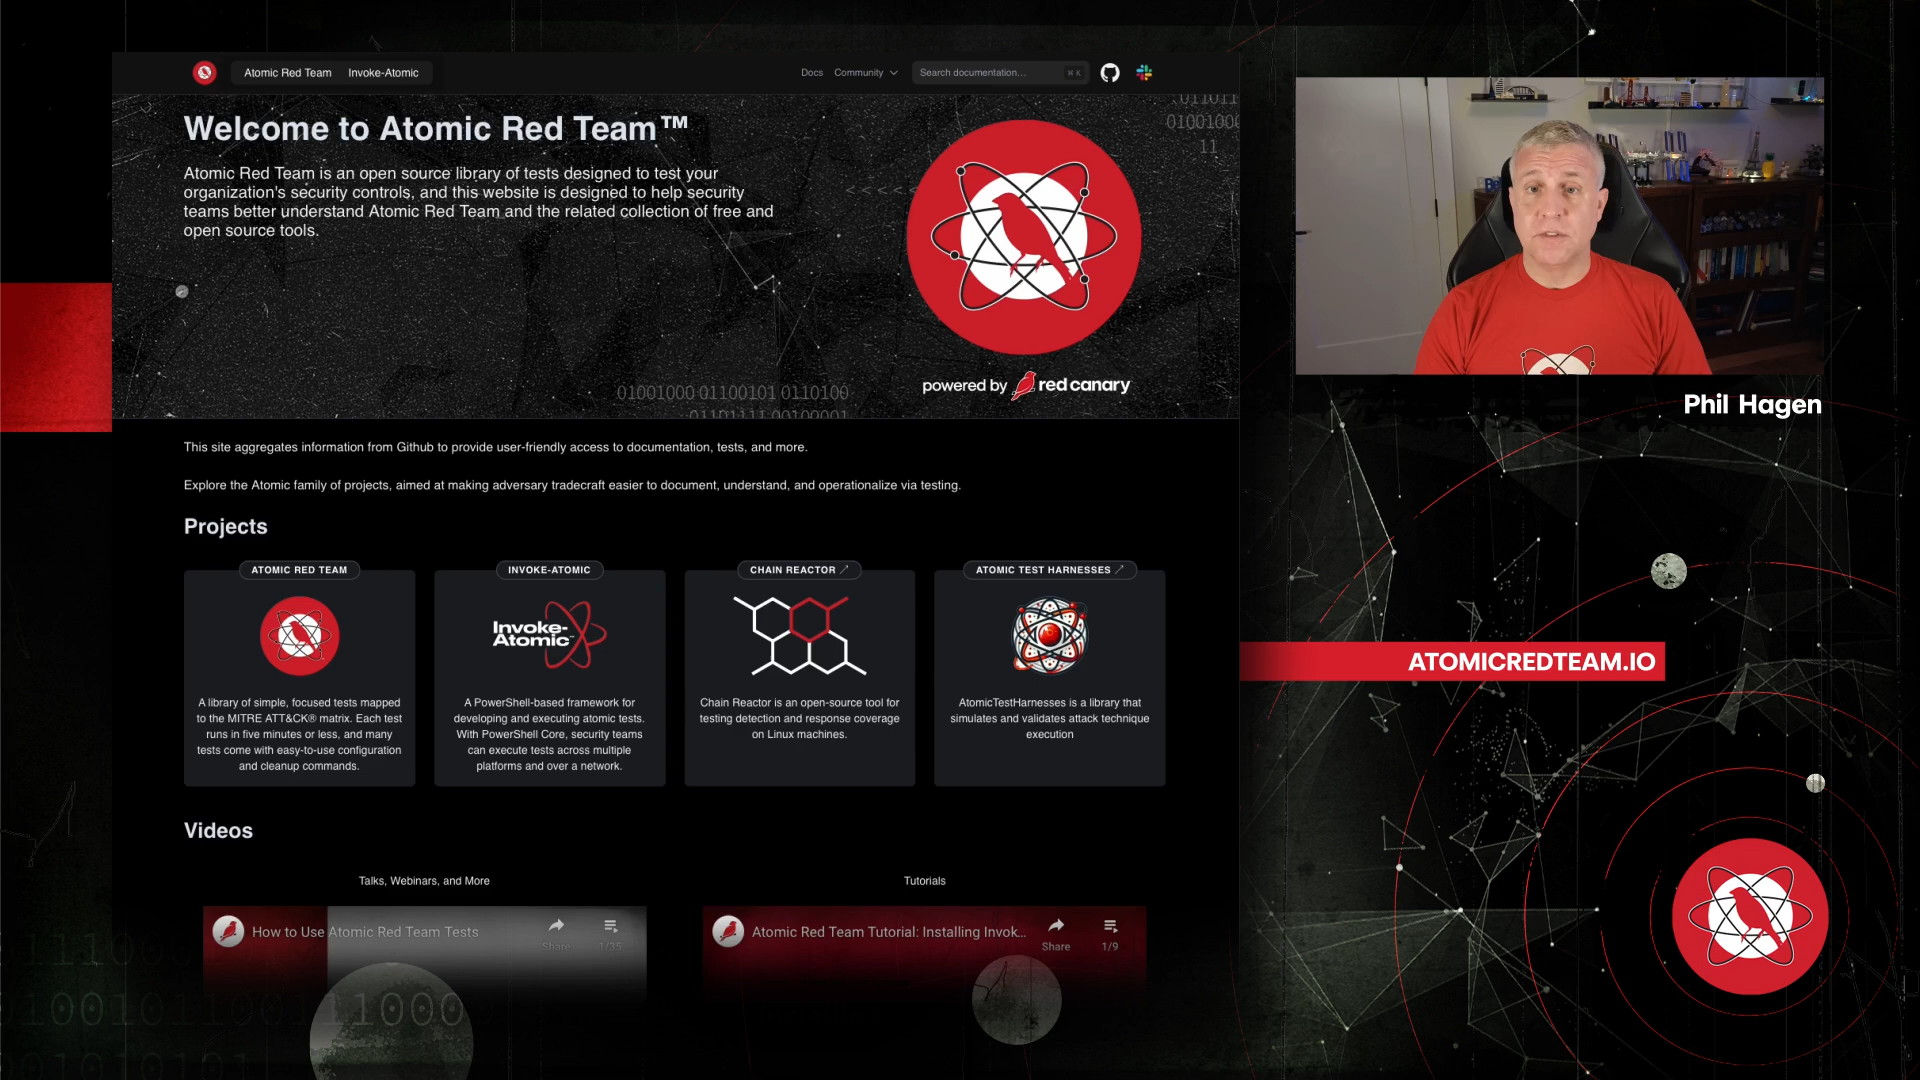 Atomic Red Team
Invoke-Atomic
Docs
Community
Search documentation...
⌘ K
Welcome to Atomic Red Team™
Atomic Red Team is an open source library of tests designed to test your
organization's security controls, and this website is designed to help security
teams better understand Atomic Red Team and the related collection of free and
open source tools.
01001000
11
<<<<<
01001000 01100101 0110100
01101111 00100001
powered by red canary
This site aggregates information from Github to provide user-friendly access to documentation, tests, and more.
Explore the Atomic family of projects, aimed at making adversary tradecraft easier to document, understand, and operationalize via testing.
Projects
ATOMIC RED TEAM
A library of simple, focused tests mapped
to the MITRE ATT&CK® matrix. Each test
runs in five minutes or less, and many
tests come with easy-to-use configuration
and cleanup commands.
INVOKE-ATOMIC
Invoke-
Atomic™
A PowerShell-based framework for
developing and executing atomic tests.
With PowerShell Core, security teams
can execute tests across multiple
platforms and over a network.
CHAIN REACTOR ↗
Chain Reactor is an open-source tool for
testing detection and response coverage
on Linux machines.
ATOMIC TEST HARNESSES ↗
AtomicTestHarnesses is a library that
simulates and validates attack technique
execution
Videos
Talks, Webinars, and More
How to Use Atomic Red Team Tests
Share
1/35
Tutorials
Atomic Red Team Tutorial: Installing Invok...
Share
1/9
Phil Hagen
ATOMICREDTEAM.IO